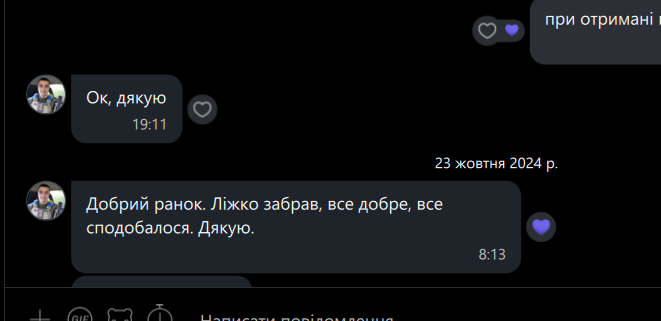 при отримані
Ок, дякую
19:11
23 жовтня 2024 р.
Добрий ранок. Ліжко забрав, все добре, все
сподобалося. Дякую.
8:13
GIF
Написати повідомлення